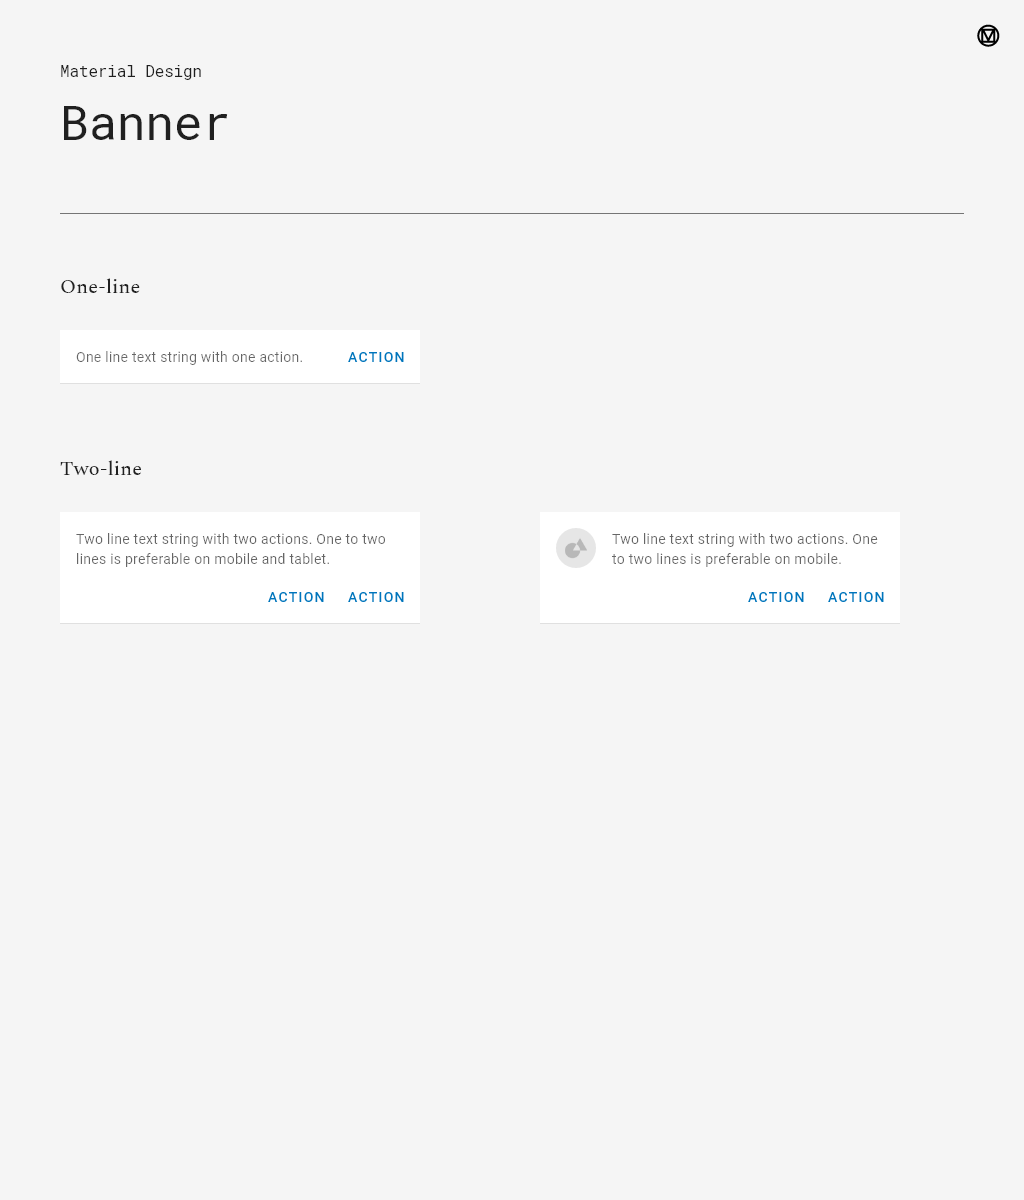 Material Design
Banner
One-line
One line text string with one action.
ACTION
Two-line
Two line text string with two actions. One to two
lines is preferable on mobile and tablet.
ACTION ACTION
Two line text string with two actions. One
to two lines is preferable on mobile.
ACTION ACTION